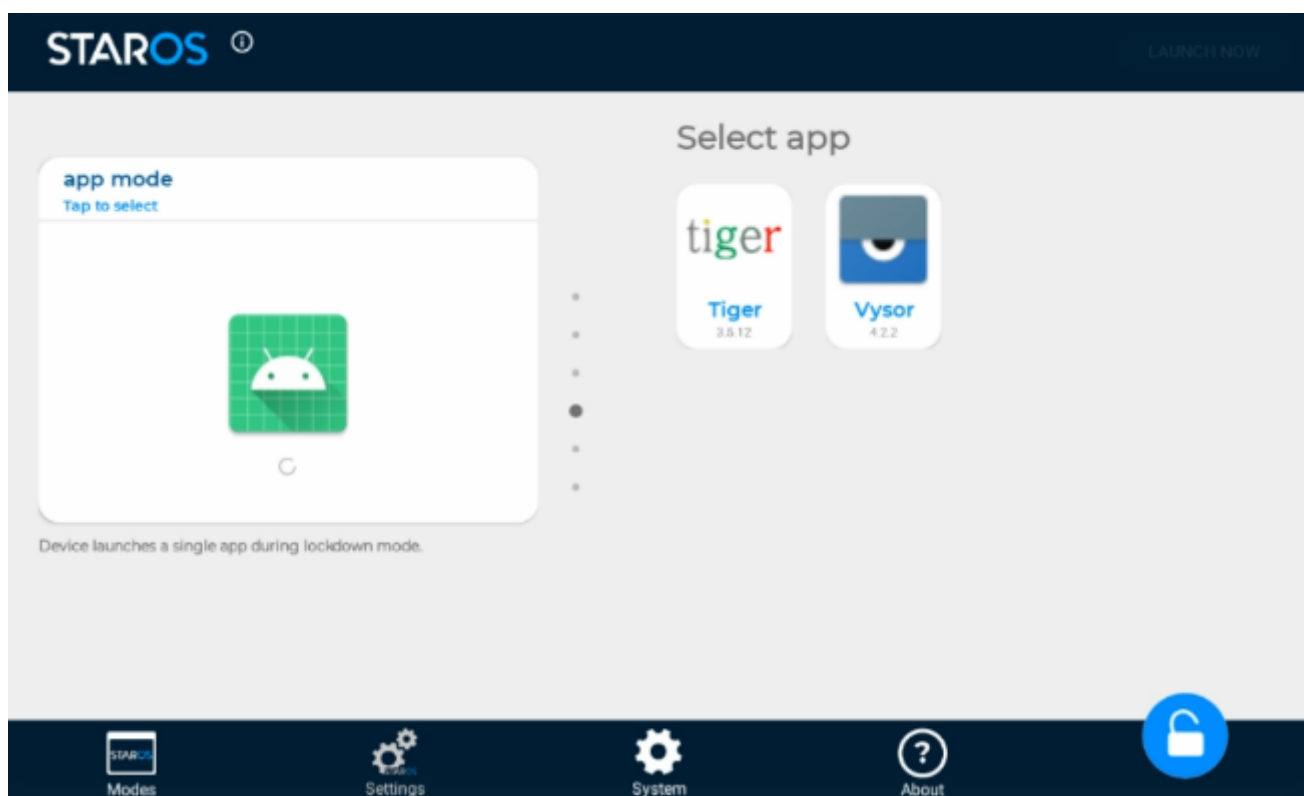 STAROS
LAUNCH NOW
app mode
Tap to select
Device launches a single app during lockdown mode.
Select app
tiger
Tiger
3.5.12
Vysor
4.2.2
STAROS
Modes
Settings
System
?
About